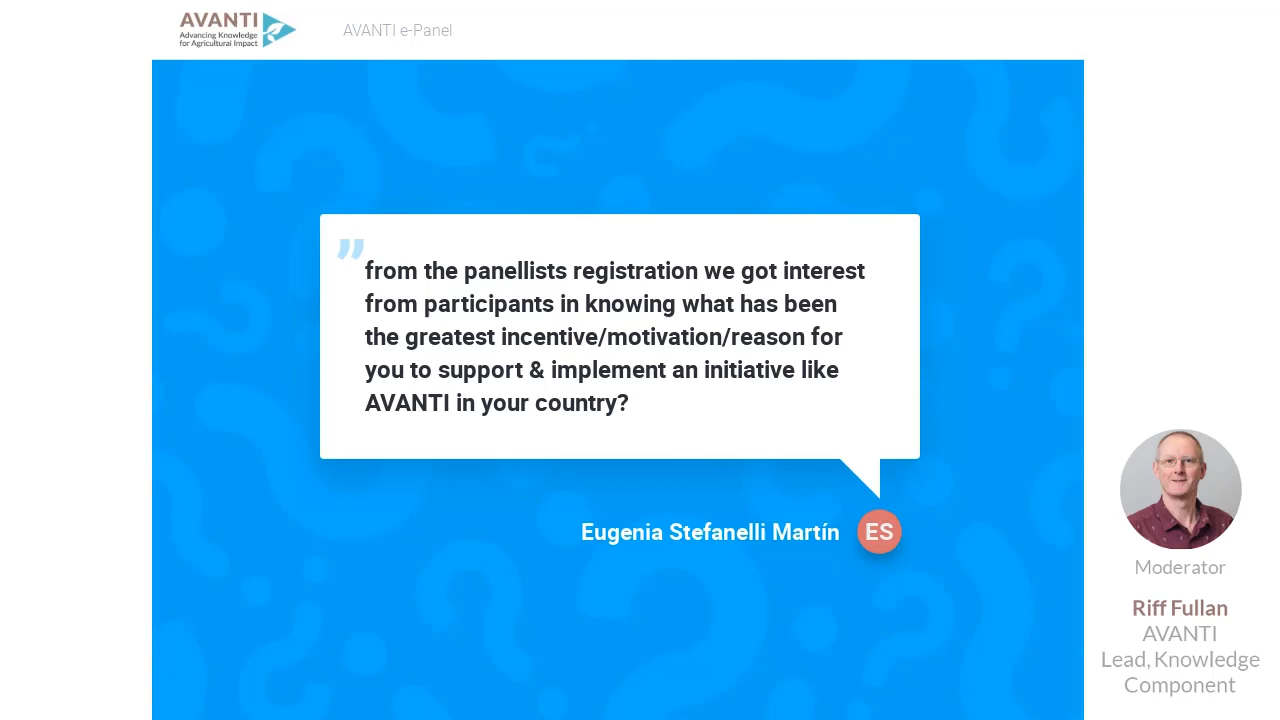 AVANTI
Advancing Knowledge
for Agricultural Impact
AVANTI e-Panel
”
from the panellists registration we got interest
from participants in knowing what has been
the greatest incentive/motivation/reason for
you to support & implement an initiative like
AVANTI in your country?
Eugenia Stefanelli Martín
ES
Moderator
Riff Fullan
AVANTI
Lead, Knowledge
Component